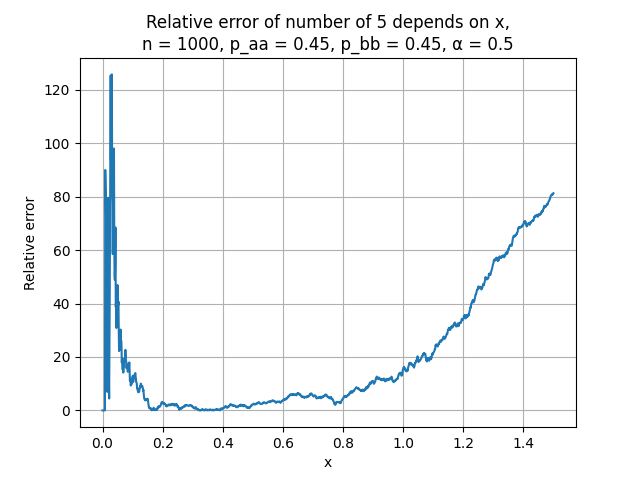 Relative error of number of 5 depends on x,
n = 1000, p_aa = 0.45, p_bb = 0.45, α = 0.5
120
100
80
60
40
20
0
Relative error
0.0 0.2 0.4 0.6 0.8 1.0 1.2 1.4
x